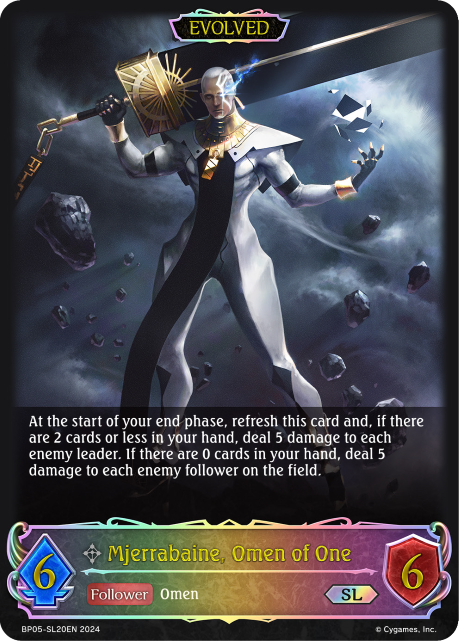 EVOLVED
At the start of your end phase, refresh this card and, if there
are 2 cards or less in your hand, deal 5 damage to each
enemy leader. If there are 0 cards in your hand, deal 5
damage to each enemy follower on the field.
Mjerrabaine, Omen of One
6
6
Follower Omen
SL
BP05-SL20EN 2024
© Cygames, Inc.